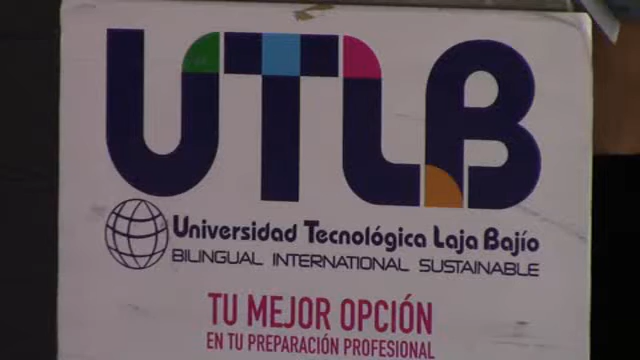 UTLB
Universidad Tecnológica Laja Bajío
BILINGUAL INTERNATIONAL SUSTAINABLE
TU MEJOR OPCIÓN
EN TU PREPARACIÓN PROFESIONAL